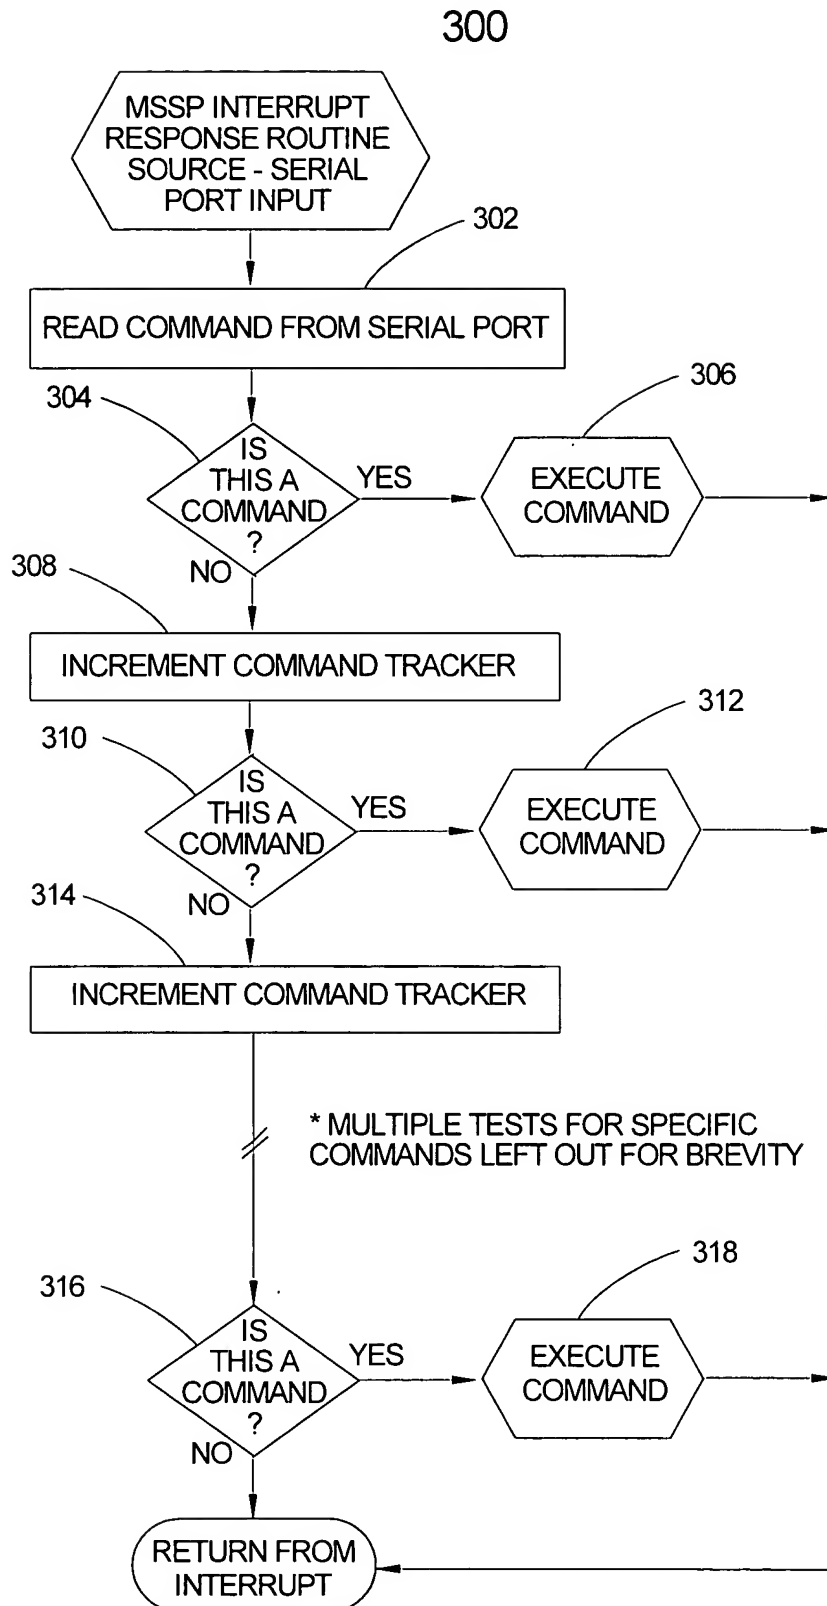 300
MSSP INTERRUPT
RESPONSE ROUTINE
SOURCE - SERIAL
PORT INPUT
302
READ COMMAND FROM SERIAL PORT
304
306
IS
THIS A
COMMAND
?
YES
EXECUTE
COMMAND
NO
308
INCREMENT COMMAND TRACKER
310
312
IS
THIS A
COMMAND
?
YES
EXECUTE
COMMAND
NO
314
INCREMENT COMMAND TRACKER
* MULTIPLE TESTS FOR SPECIFIC
COMMANDS LEFT OUT FOR BREVITY
316
318
IS
THIS A
COMMAND
?
YES
EXECUTE
COMMAND
NO
RETURN FROM
INTERRUPT